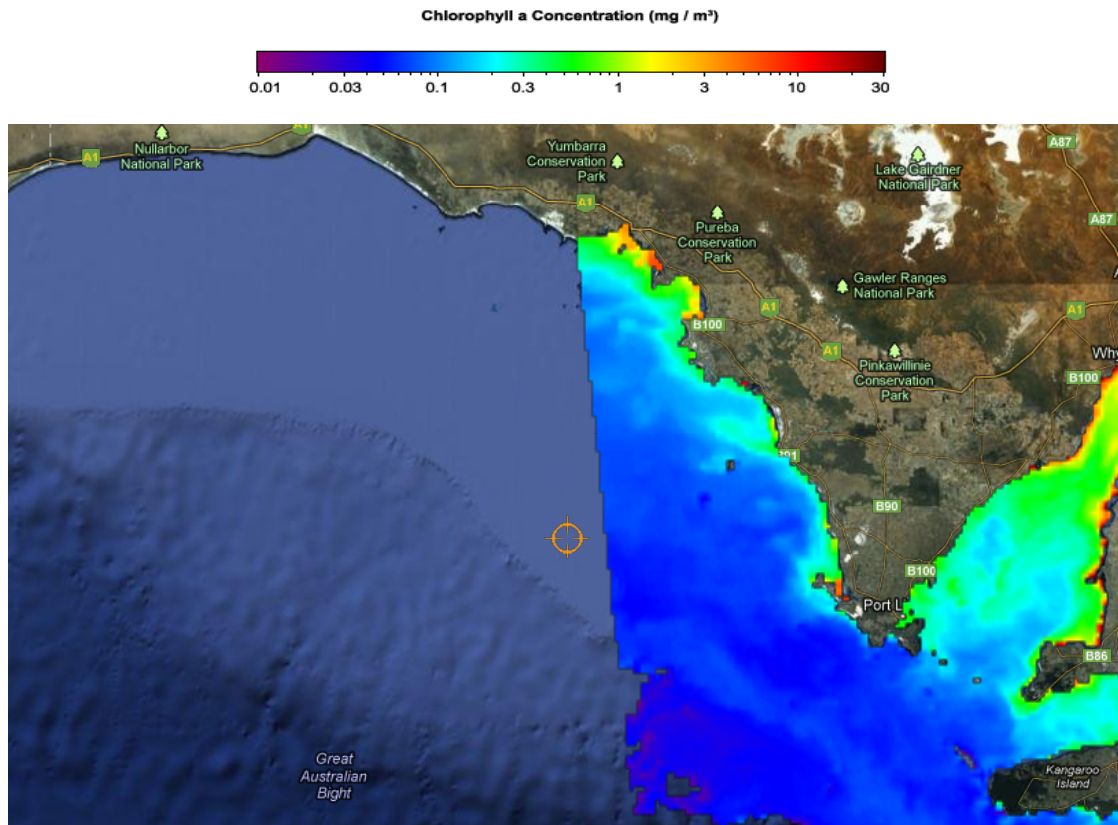 Chlorophyll a Concentration (mg / m³)
0.01 0.03 0.1 0.3 1 3 10 30
A1
Nullarbor
National Park
A1
Yumbarra
Conservation
Park
A1
Lake Gairdner
National Park
A87
A87
Pureba
Conservation
Park
Gawler Ranges
National Park
A1
A1
B100
A1
Why
Pinkawillinie
Conservation
Park
B100
B91
B90
B100
Port L
B86
Great
Australian
Bight
Kangaroo
Island